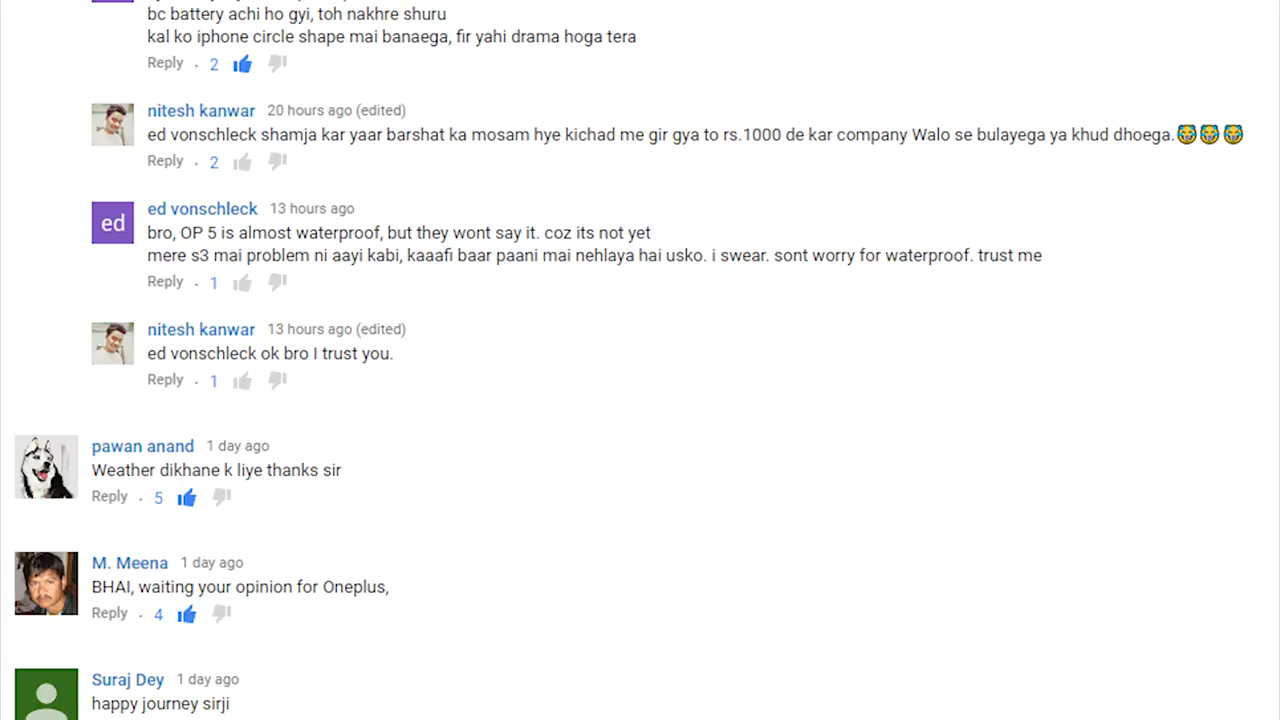 bc battery achi ho gyi, toh nakhre shuru
kal ko iphone circle shape mai banaega, fir yahi drama hoga tera
Reply . 2
nitesh kanwar 20 hours ago (edited)
ed vonschleck shamja kar yaar barshat ka mosam hye kichad me gir gya to rs.1000 de kar company Walo se bulayega ya khud dhoega.😂😂😂
Reply . 2
ed
ed vonschleck 13 hours ago
bro, OP 5 is almost waterproof, but they wont say it. coz its not yet
mere s3 mai problem ni aayi kabi, kaaafi baar paani mai nehlaya hai usko. i swear. sont worry for waterproof. trust me
Reply . 1
nitesh kanwar 13 hours ago (edited)
ed vonschleck ok bro I trust you.
Reply . 1
pawan anand 1 day ago
Weather dikhane k liye thanks sir
Reply . 5
M. Meena 1 day ago
BHAI, waiting your opinion for Oneplus,
Reply . 4
Suraj Dey 1 day ago
happy journey sirji